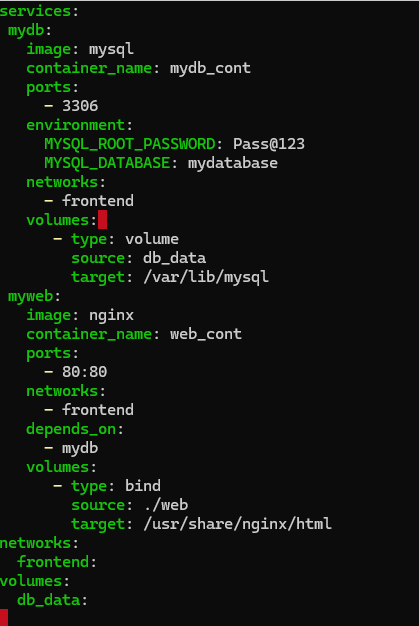 services:
 mydb:
   image: mysql
   container_name: mydb_cont
   ports:
     - 3306
   environment:
     MYSQL_ROOT_PASSWORD: Pass@123
     MYSQL_DATABASE: mydatabase
   networks:
     - frontend
   volumes:
      - type: volume
        source: db_data
        target: /var/lib/mysql
 myweb:
   image: nginx
   container_name: web_cont
   ports:
     - 80:80
   networks:
     - frontend
   depends_on:
     - mydb
   volumes:
      - type: bind
        source: ./web
        target: /usr/share/nginx/html
networks:
  frontend:
volumes:
  db_data: